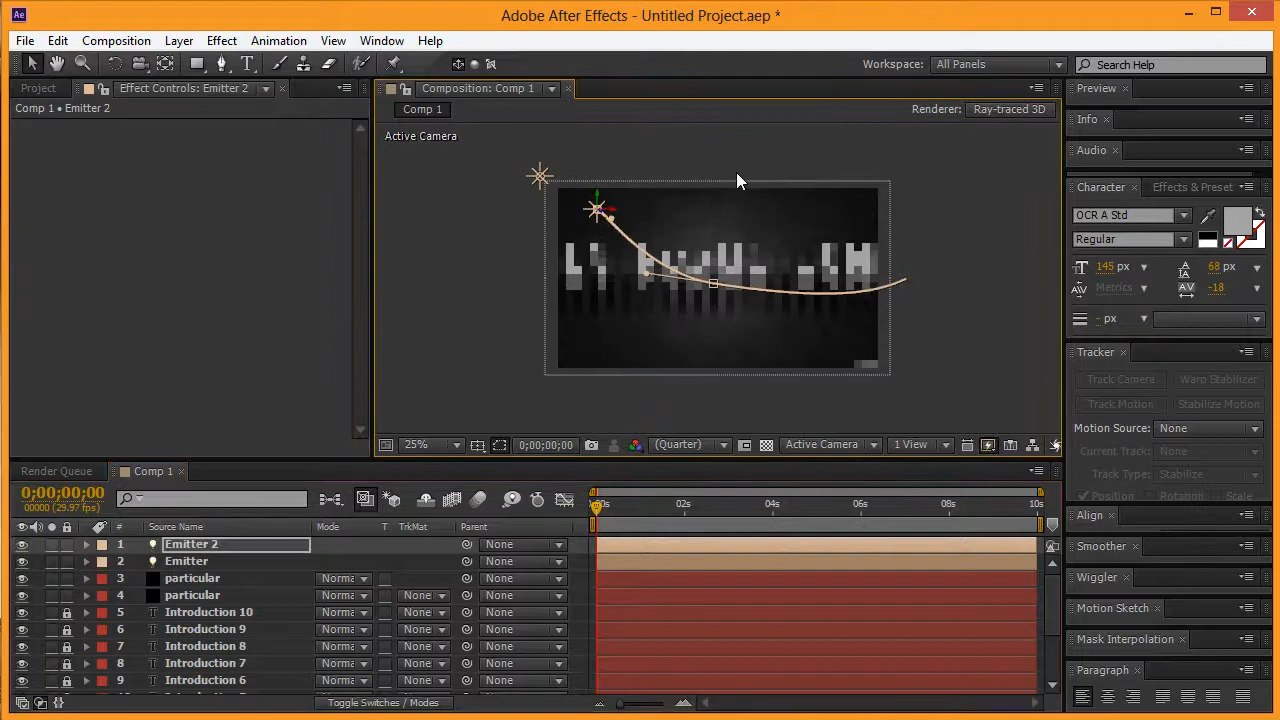 Ae
Adobe After Effects - Untitled Project.aep *
File Edit Composition Layer Effect Animation View Window Help
Workspace: All Panels
Search Help
Project Effect Controls: Emitter 2
Comp 1 • Emitter 2
Composition: Comp 1
Comp 1
Renderer: Ray-traced 3D
Active Camera
25% 0;00;00;00 (Quarter) Active Camera 1 View
Preview
Info
Audio
Character Effects & Preset
OCR A Std
Regular
145 px 68 px
Metrics -18
- px
Tracker
Track Camera Warp Stabilizer
Track Motion Stabilize Motion
Motion Source: None
Current Track: None
Track Type: Stabilize
Position Rotation Scale
Align
Smoother
Wiggler
Motion Sketch
Mask Interpolation
Paragraph
Render Queue Comp 1
0;00;00;00
00000 (29.97 fps)
02s 04s 06s 08s 10s
# Source Name Mode T TrkMat Parent
1 Emitter 2 None
2 Emitter None
3 particular Norma None
4 particular Norma None None
5 Introduction 10 Norma None None
6 Introduction 9 Norma None None
7 Introduction 8 Norma None None
8 Introduction 7 Norma None None
9 Introduction 6 Norma None None
Toggle Switches / Modes